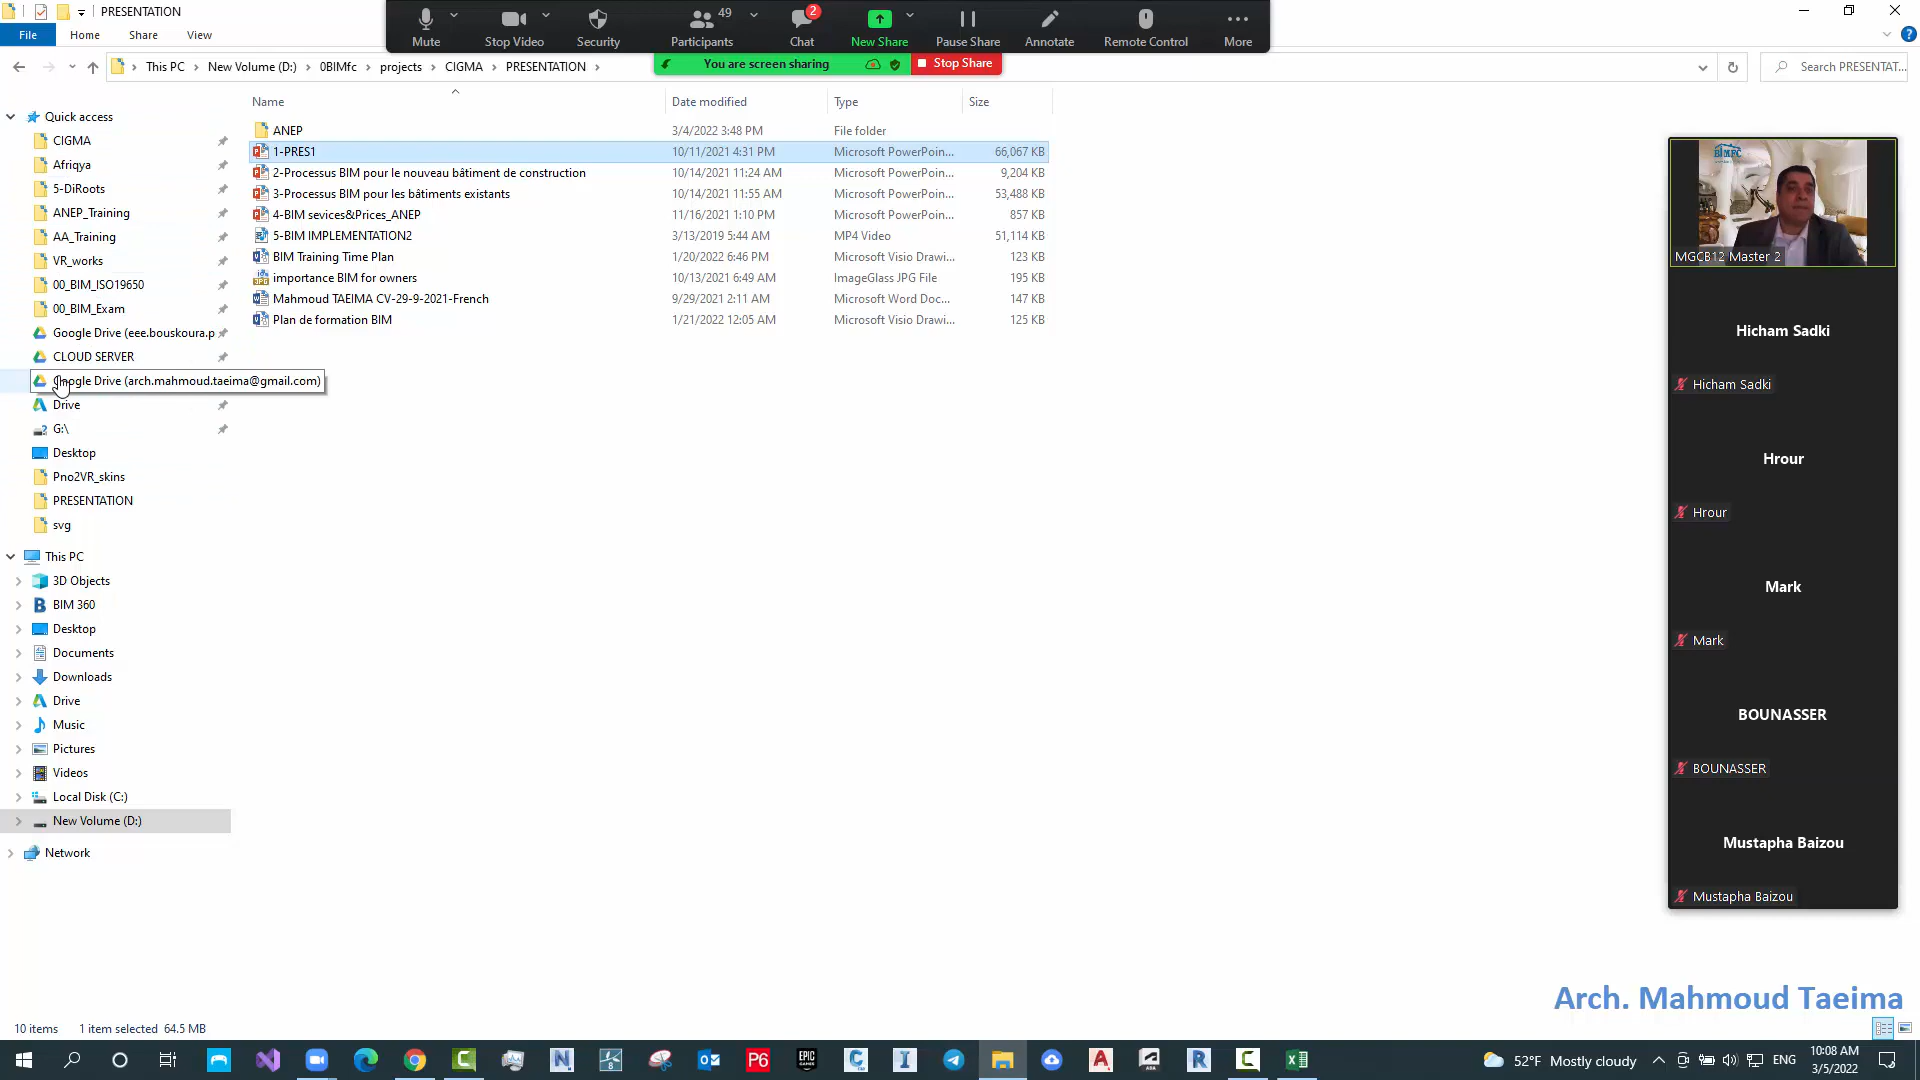 PRESENTATION
File
Home
Share
View
This PC
New Volume (D:)
0BIMfc
projects
CIGMA
PRESENTATION
Search PRESENTAT...
Mute
Stop Video
Security
49
Participants
2
Chat
New Share
Pause Share
Annotate
Remote Control
More
You are screen sharing
Stop Share
Name
Date modified
Type
Size
ANEP 3/4/2022 3:48 PM File folder
1-PRES1 10/11/2021 4:31 PM Microsoft PowerPoin... 66,067 KB
2-Processus BIM pour le nouveau bâtiment de construction 10/14/2021 11:24 AM Microsoft PowerPoin... 9,204 KB
3-Processus BIM pour les bâtiments existants 10/14/2021 11:55 AM Microsoft PowerPoin... 53,488 KB
4-BIM sevices&Prices_ANEP 11/16/2021 1:10 PM Microsoft PowerPoin... 857 KB
5-BIM IMPLEMENTATION2 3/13/2019 5:44 AM MP4 Video 51,114 KB
BIM Training Time Plan 1/20/2022 6:46 PM Microsoft Visio Drawi... 123 KB
importance BIM for owners 10/13/2021 6:49 AM ImageGlass JPG File 195 KB
Mahmoud TAEIMA CV-29-9-2021-French 9/29/2021 2:11 AM Microsoft Word Doc... 147 KB
Plan de formation BIM 1/21/2022 12:05 AM Microsoft Visio Drawi... 125 KB
Quick access
CIGMA
Afriqya
5-DiRoots
ANEP_Training
AA_Training
VR_works
00_BIM_ISO19650
00_BIM_Exam
Google Drive (eee.bouskoura.p
CLOUD SERVER
Google Drive (arch.mahmoud.taeima@gmail.com)
Drive
G:\
Desktop
Pno2VR_skins
PRESENTATION
svg
This PC
3D Objects
BIM 360
Desktop
Documents
Downloads
Drive
Music
Pictures
Videos
Local Disk (C:)
New Volume (D:)
Network
BIMFC
MGCB12 Master 2
Hicham Sadki
Hicham Sadki
Hrour
Hrour
Mark
Mark
BOUNASSER
BOUNASSER
Mustapha Baizou
Mustapha Baizou
Arch. Mahmoud Taeima
10 items 1 item selected 64.5 MB
52°F Mostly cloudy
ENG
10:08 AM
3/5/2022